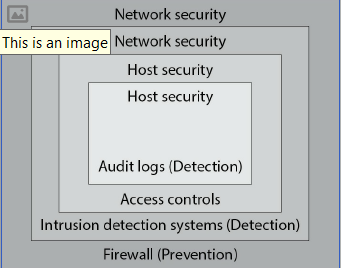 Network security
This is an image
Network security
Host security
Host security
Audit logs (Detection)
Access controls
Intrusion detection systems (Detection)
Firewall (Prevention)